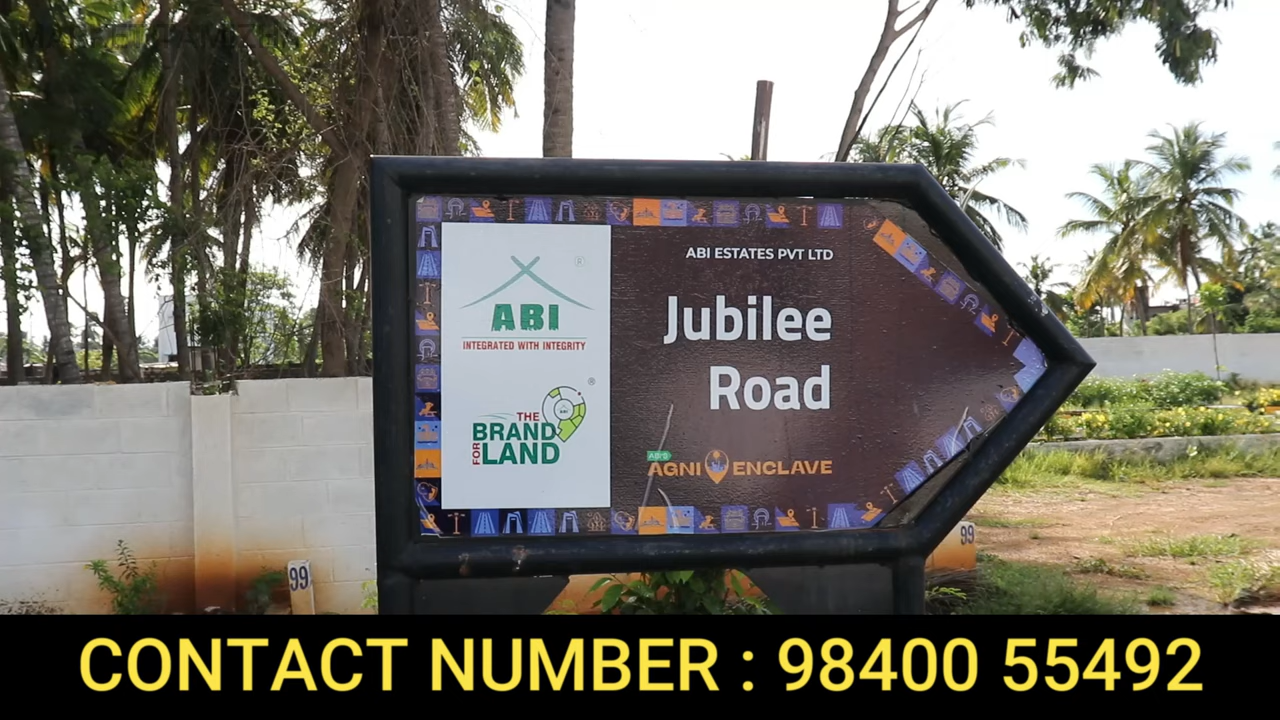 ABI ESTATES PVT LTD
Jubilee
Road
ABI'S
AGNI ENCLAVE
ABI
INTEGRATED WITH INTEGRITY
THE
BRAND
FOR
LAND
®
®
99
99
CONTACT NUMBER : 98400 55492